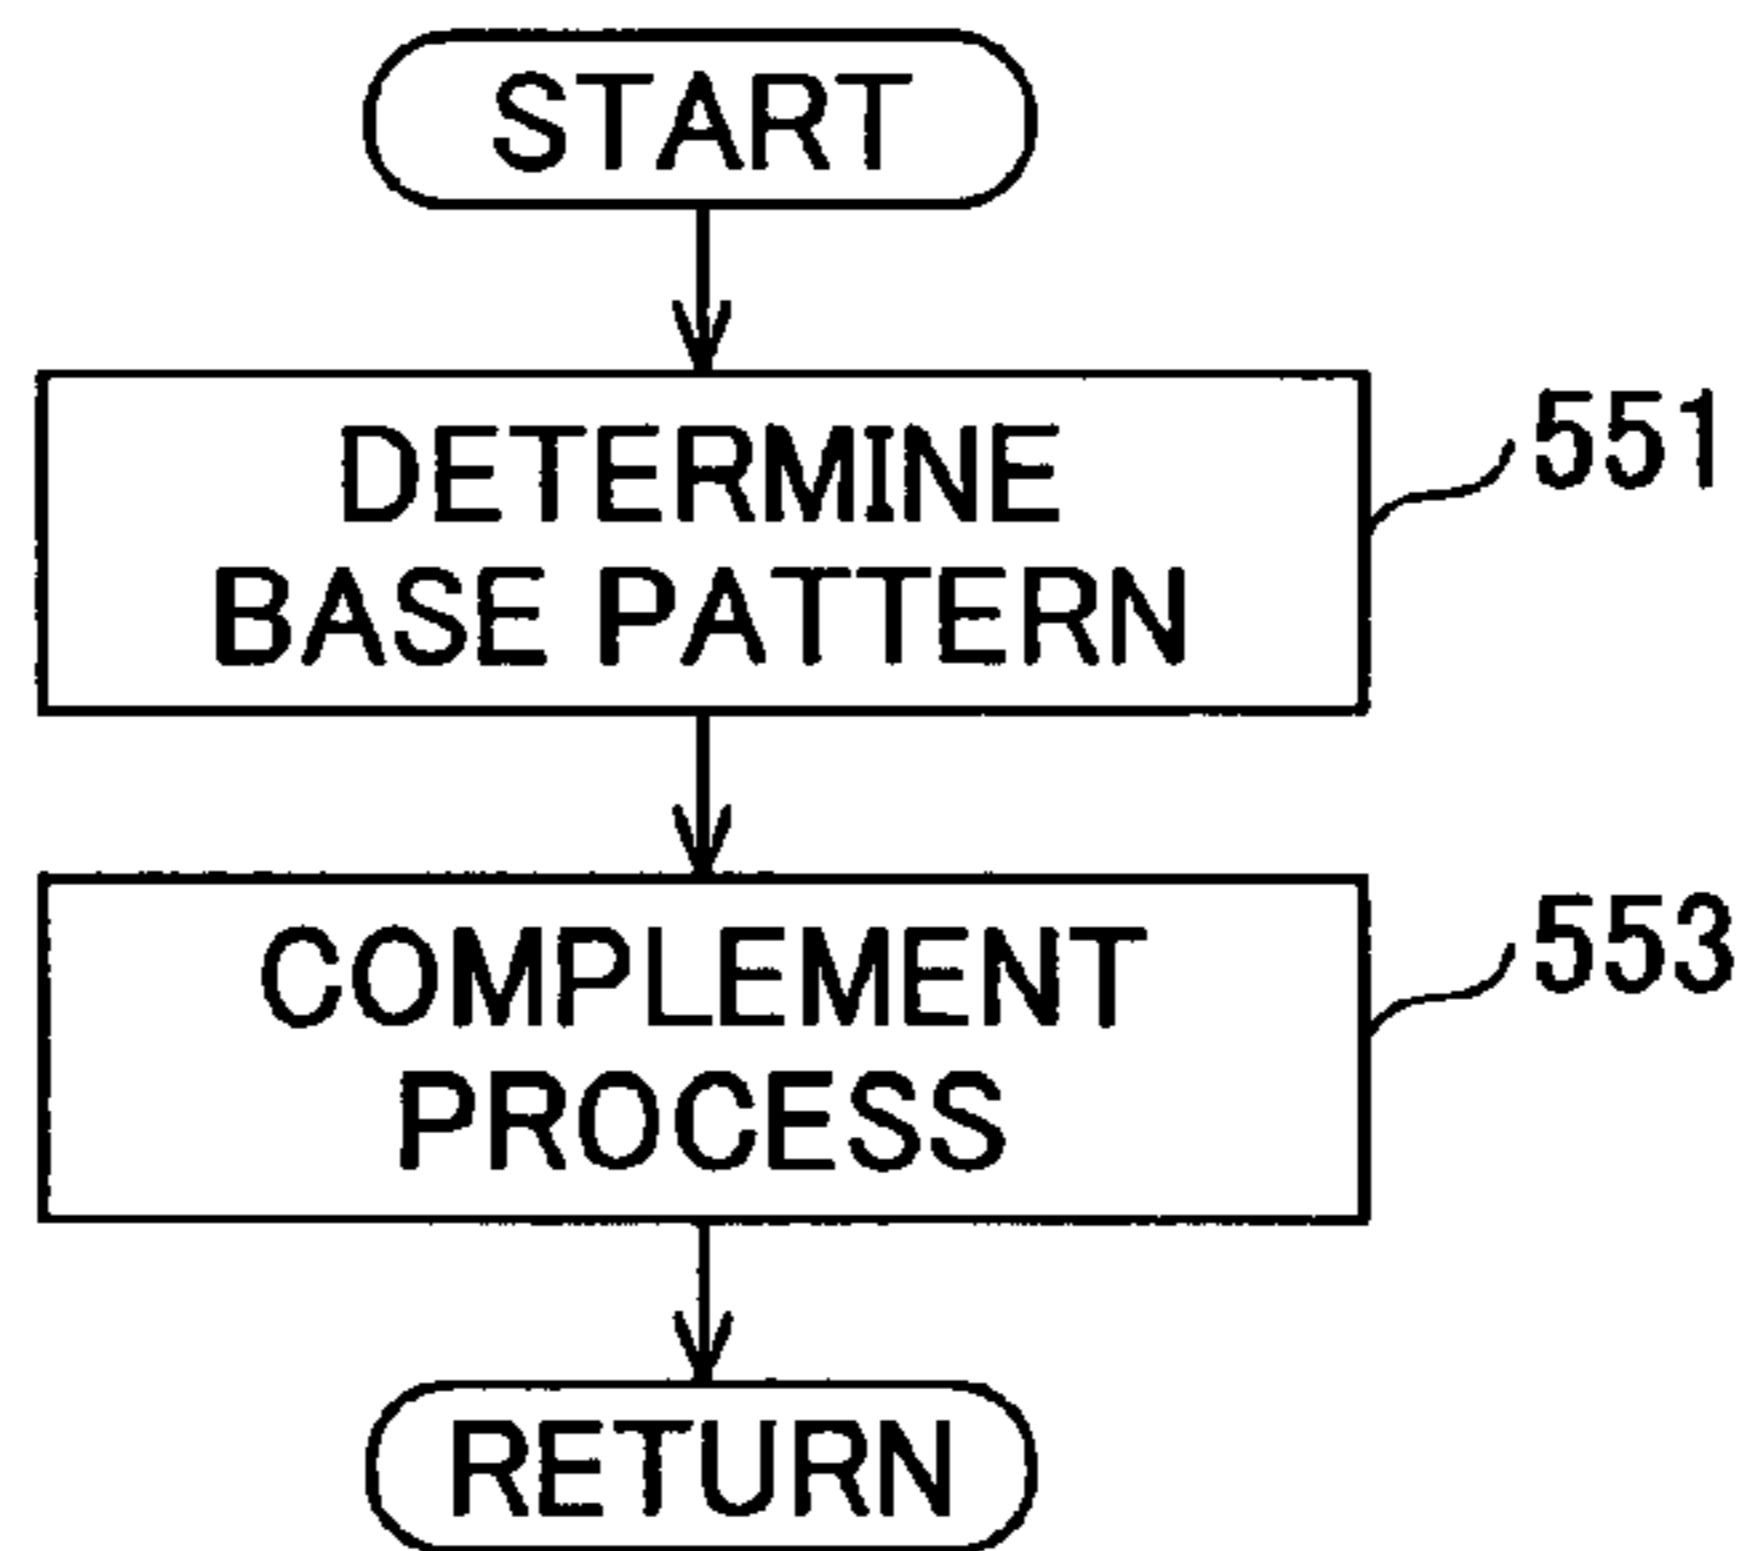 START
DETERMINE
BASE PATTERN
551
COMPLEMENT
PROCESS
553
RETURN